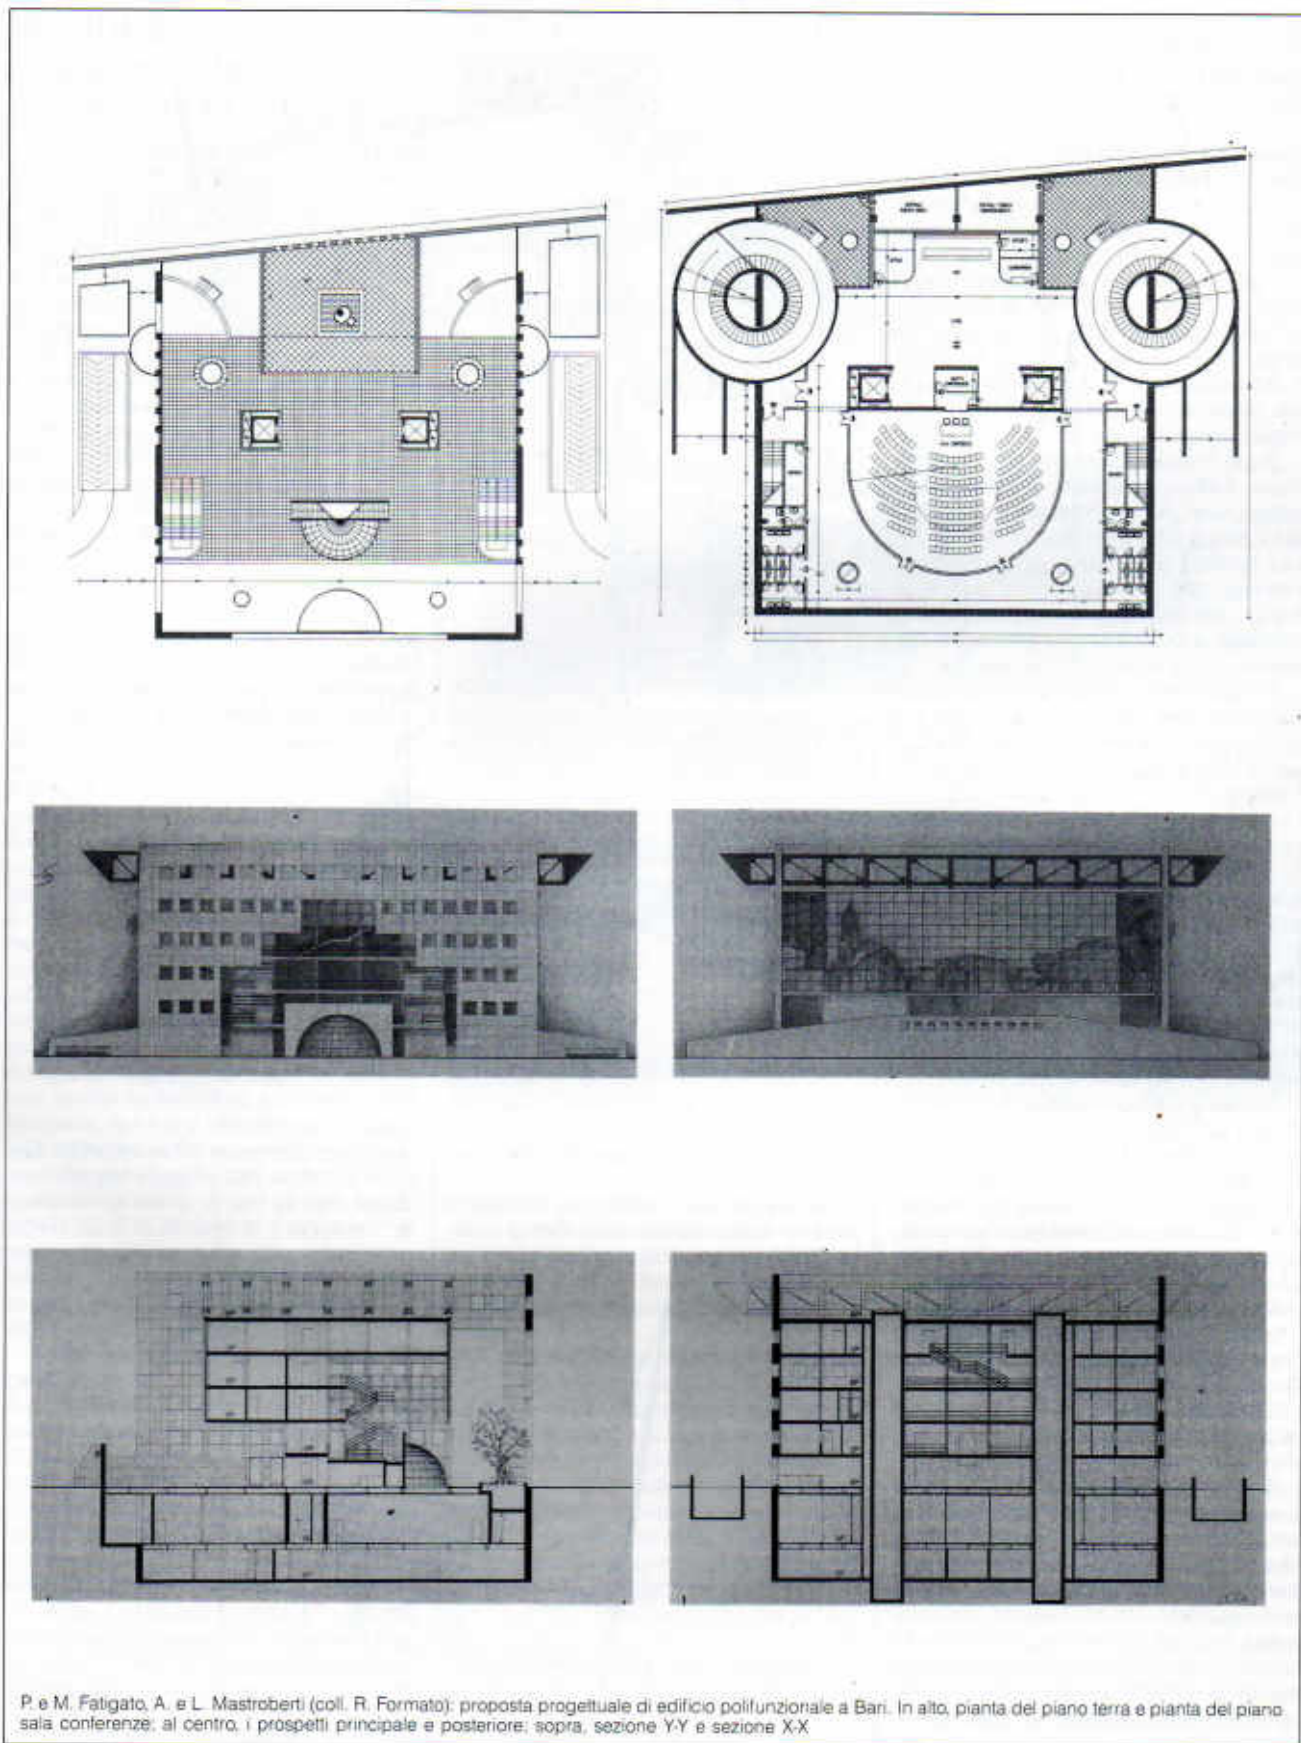 P. e M. Fatigato, A. e L. Mastroberti (coll. R. Formato): proposta progettuale di edificio polifunzionale a Bari. In alto, pianta del piano terra e pianta del piano
sala conferenze; al centro, i prospetti principale e posteriore; sopra, sezione Y-Y e sezione X-X